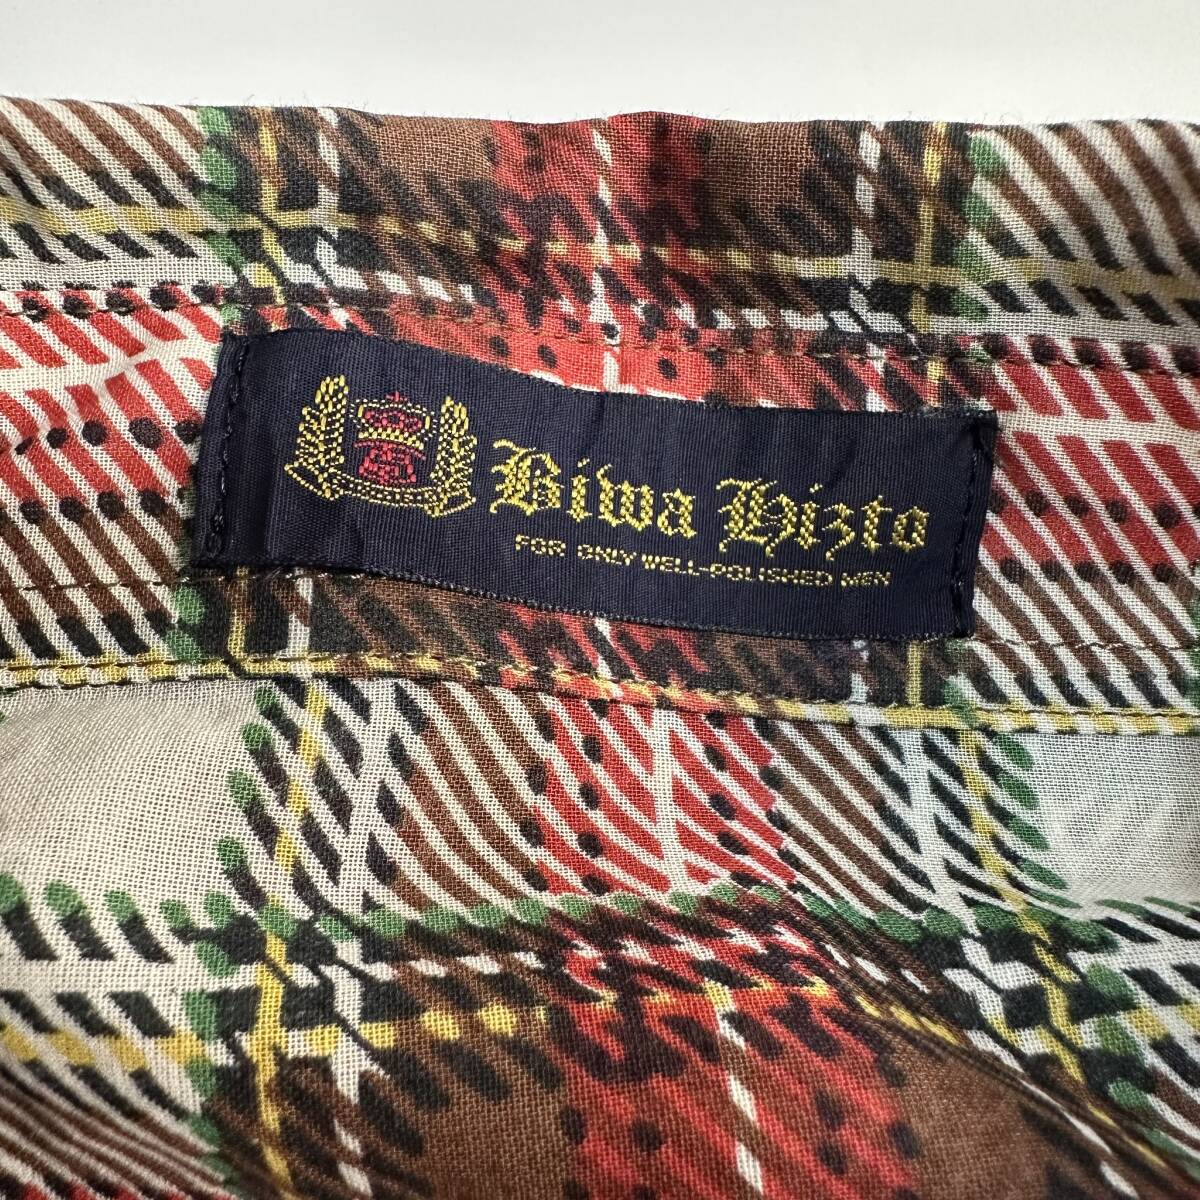 Biwa Hizto
FOR ONLY WELL-POLISHED MEN